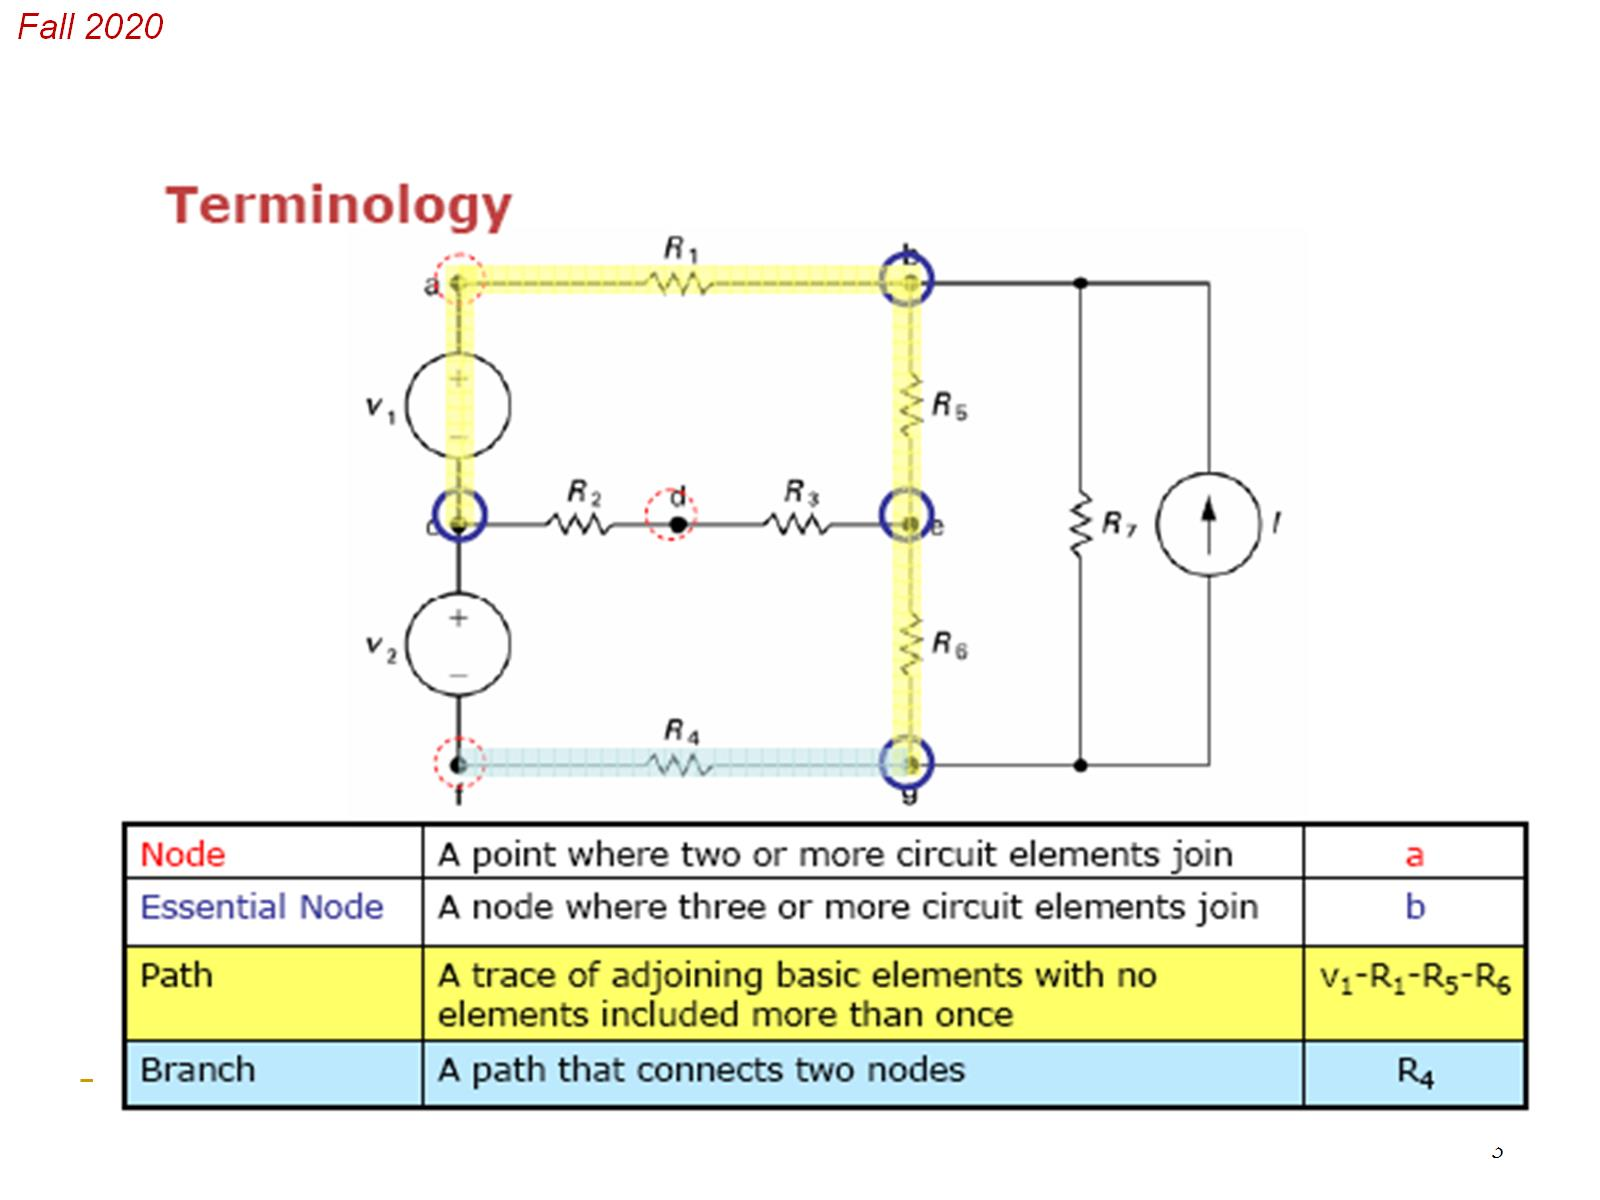 Fall 2020
Terminology
R1
b
a
v1
+
–
R5
R2
d
R3
c
e
R7
I
v2
+
–
R6
R4
f
g
Node A point where two or more circuit elements join a
Essential Node A node where three or more circuit elements join b
Path A trace of adjoining basic elements with no v1-R1-R5-R6
elements included more than once
Branch A path that connects two nodes R4